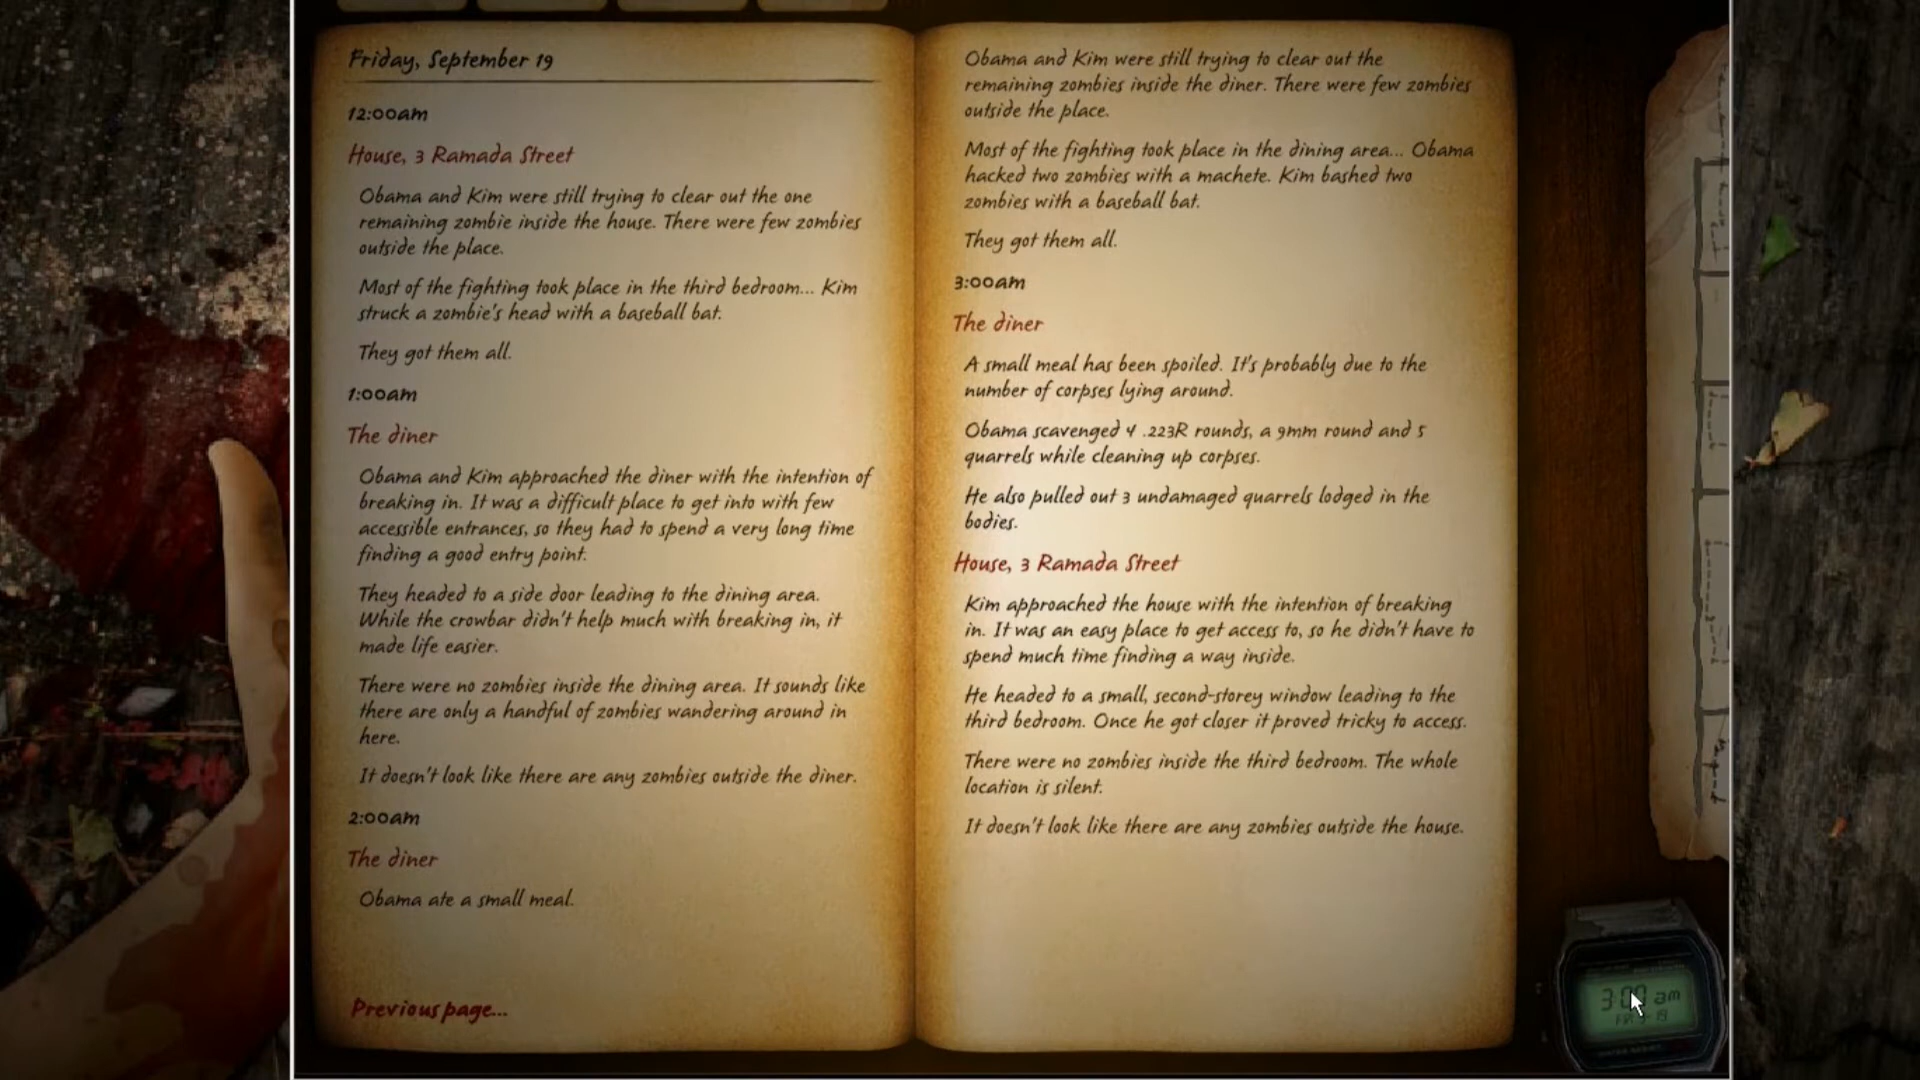 Friday, September 19
12:00am
House, 3 Ramada Street
Obama and Kim were still trying to clear out the one
remaining zombie inside the house. There were few zombies
outside the place.
Most of the fighting took place in the third bedroom... Kim
struck a zombie's head with a baseball bat.
They got them all.
1:00am
The diner
Obama and Kim approached the diner with the intention of
breaking in. It was a difficult place to get into with few
accessible entrances, so they had to spend a very long time
finding a good entry point.
They headed to a side door leading to the dining area.
While the crowbar didn't help much with breaking in, it
made life easier.
There were no zombies inside the dining area. It sounds like
there are only a handful of zombies wandering around in
here.
It doesn't look like there are any zombies outside the diner.
2:00am
The diner
Obama ate a small meal.
Previous page...
Obama and Kim were still trying to clear out the
remaining zombies inside the diner. There were few zombies
outside the place.
Most of the fighting took place in the dining area... Obama
hacked two zombies with a machete. Kim bashed two
zombies with a baseball bat.
They got them all.
3:00am
The diner
A small meal has been spoiled. It's probably due to the
number of corpses lying around.
Obama scavenged 4 .223R rounds, a 9mm round and 5
quarrels while cleaning up corpses.
He also pulled out 3 undamaged quarrels lodged in the
bodies.
House, 3 Ramada Street
Kim approached the house with the intention of breaking
in. It was an easy place to get access to, so he didn't have to
spend much time finding a way inside.
He headed to a small, second-storey window leading to the
third bedroom. Once he got closer it proved tricky to access.
There were no zombies inside the third bedroom. The whole
location is silent.
It doesn't look like there are any zombies outside the house.
3:00 am